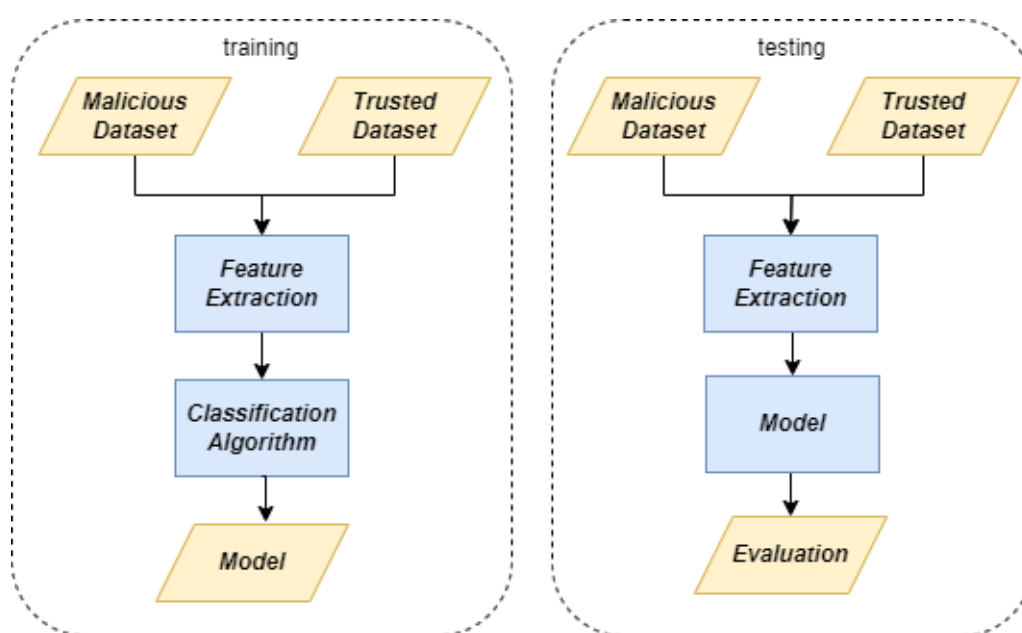 training
Malicious
Dataset
Trusted
Dataset
Feature
Extraction
Classification
Algorithm
Model
testing
Malicious
Dataset
Trusted
Dataset
Feature
Extraction
Model
Evaluation